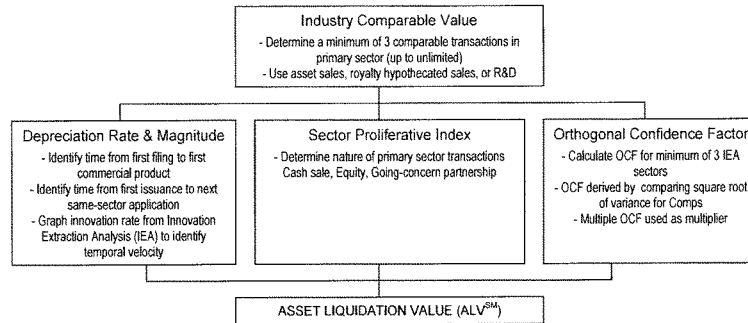 Industry Comparable Value
- Determine a minimum of 3 comparable transactions in
primary sector (up to unlimited)
- Use asset sales, royalty hypothecated sales, or R&D
Depreciation Rate & Magnitude
- Identify time from first filing to first
commercial product
- Identify time from first issuance to next
same-sector application
- Graph innovation rate from Innovation
Extraction Analysis (IEA) to identify
temporal velocity
Sector Proliferative Index
- Determine nature of primary sector transactions
Cash sale, Equity, Going-concern partnership
Orthogonal Confidence Factor
- Calculate OCF for minimum of 3 IEA
sectors
- OCF derived by comparing square root
of variance for Comps
- Multiple OCF used as multiplier
ASSET LIQUIDATION VALUE (ALV℠)